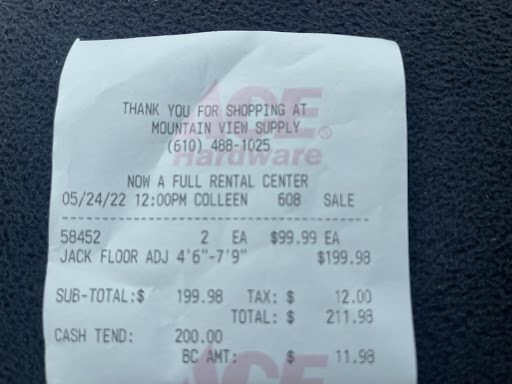 THANK YOU FOR SHOPPING AT
MOUNTAIN VIEW SUPPLY
(610) 488-1025
ACE
Hardware®
NOW A FULL RENTAL CENTER
05/24/22 12:00PM COLLEEN 608 SALE
58452 2 EA $99.99 EA
JACK FLOOR ADJ 4'6"-7'9" $199.98
SUB-TOTAL:$ 199.98 TAX: $ 12.00
TOTAL: $ 211.98
CASH TEND: 200.00
BC AMT: $ 11.98
ACE